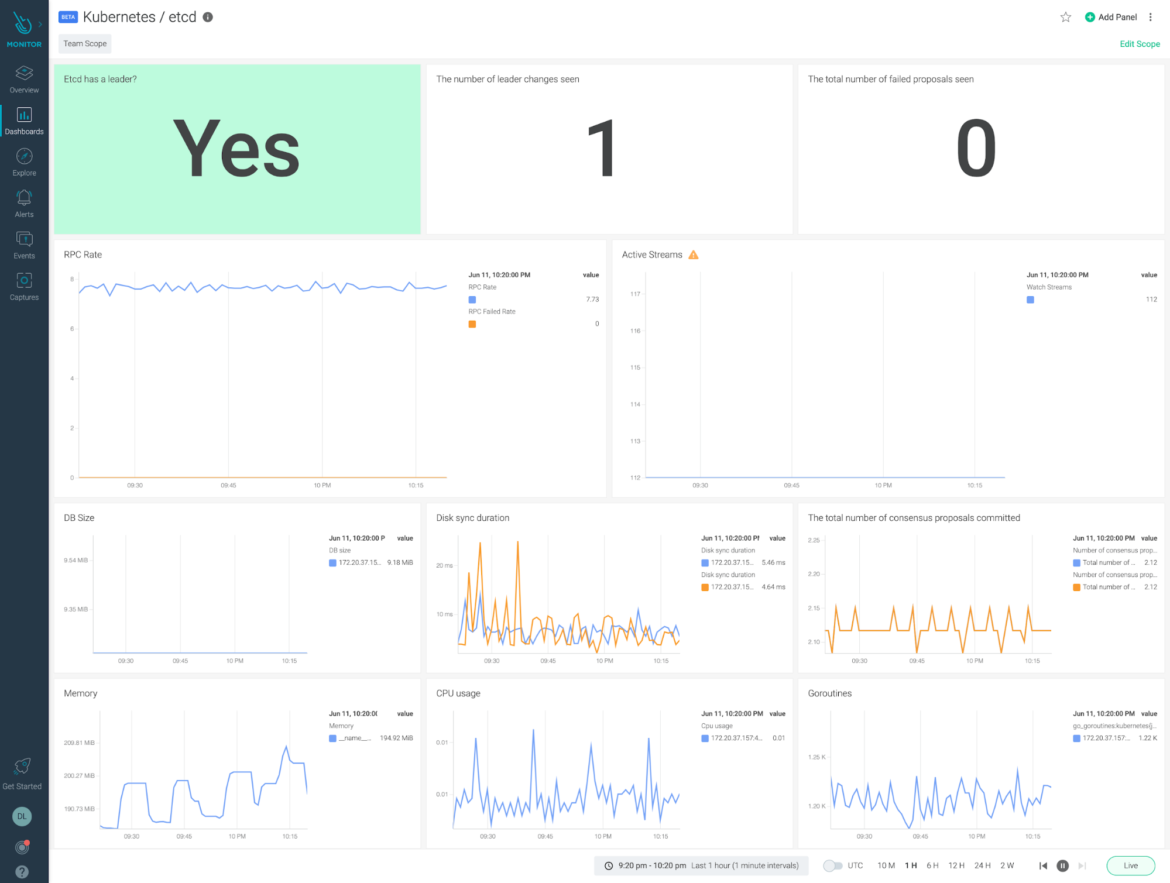 MONITOR
Overview
Dashboards
Explore
Alerts
Events
Captures
Get Started
DL
BETA Kubernetes / etcd
Add Panel
Team Scope
Edit Scope
Etcd has a leader?
Yes
The number of leader changes seen
1
The total number of failed proposals seen
0
RPC Rate
8
6
4
2
0
09:30 09:45 10 PM 10:15
Jun 11, 10:20:00 PM value
RPC Rate
7.73
RPC Failed Rate
0
Active Streams
117
116
115
114
113
112
09:30 09:45 10 PM 10:15
Jun 11, 10:20:00 PM value
Watch Streams
112
DB Size
9.54 MiB
9.35 MiB
09:30 09:45 10 PM 10:15
Jun 11, 10:20:00 P value
DB size
172.20.37.15... 9.18 MiB
Disk sync duration
20 ms
10 ms
09:30 09:45 10 PM 10:15
Jun 11, 10:20:00 PM value
Disk sync duration
172.20.37.15... 5.46 ms
Disk sync duration
172.20.37.15... 4.64 ms
The total number of consensus proposals committed
2.25
2.20
2.15
2.10
09:30 09:45 10 PM 10:15
Jun 11, 10:20:00 PM value
Number of consensus prop...
Total number of ... 2.12
Number of consensus prop...
Total number of ... 2.12
Memory
209.81 MiB
200.27 MiB
190.73 MiB
09:30 09:45 10 PM 10:15
Jun 11, 10:20:00 value
Memory
__name__... 194.92 MiB
CPU usage
0.01
0.01
09:30 09:45 10 PM 10:15
Jun 11, 10:20:00 PM value
Cpu usage
172.20.37.157:4... 0.01
Goroutines
1.25 K
1.20 K
09:30 09:45 10 PM 10:15
Jun 11, 10:20:00 PM value
go_goroutines:kubernetes{j...
172.20.37.157... 1.22 K
9:20 pm - 10:20 pm Last 1 hour (1 minute intervals)
UTC
10 M 1 H 6 H 12 H 24 H 2 W
Live